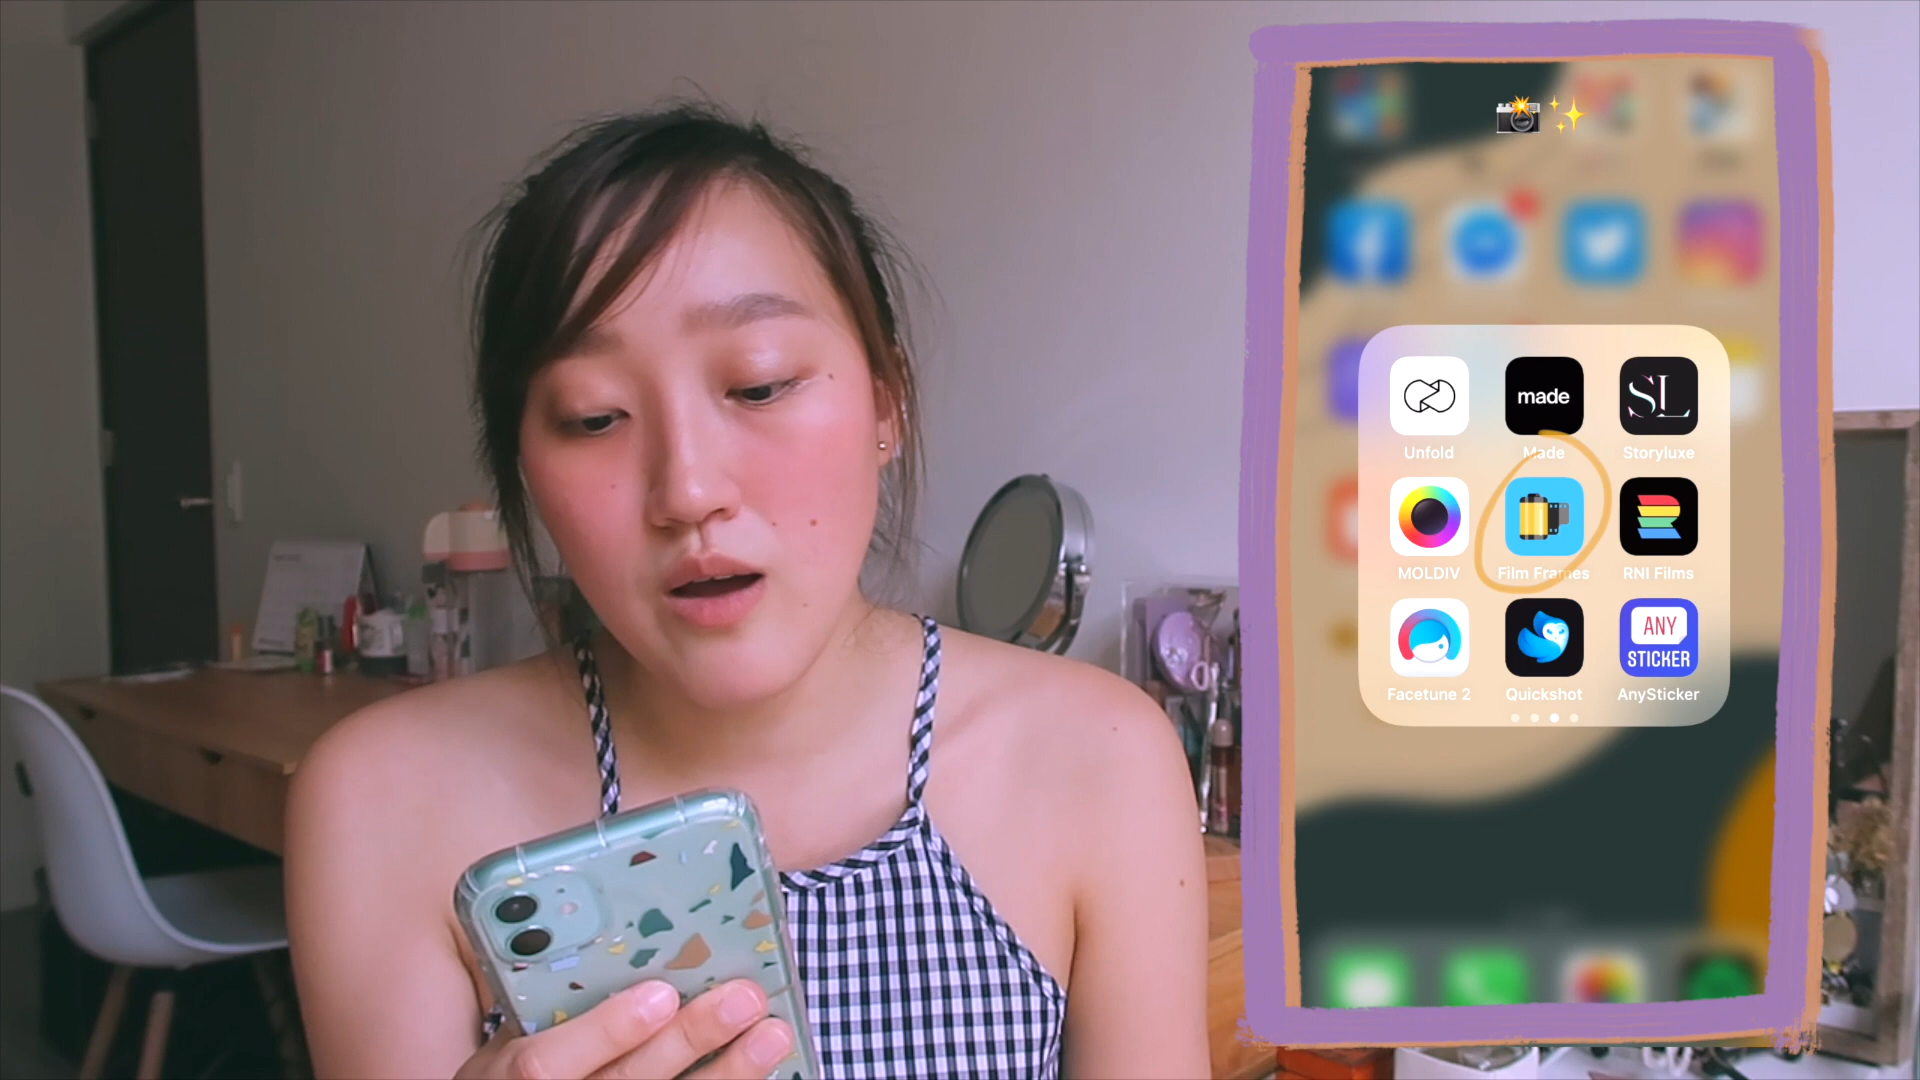 made
SL
Unfold
Made
Storyluxe
MOLDIV
Film Frames
RNI Films
ANY
STICKER
Facetune 2
Quickshot
AnySticker